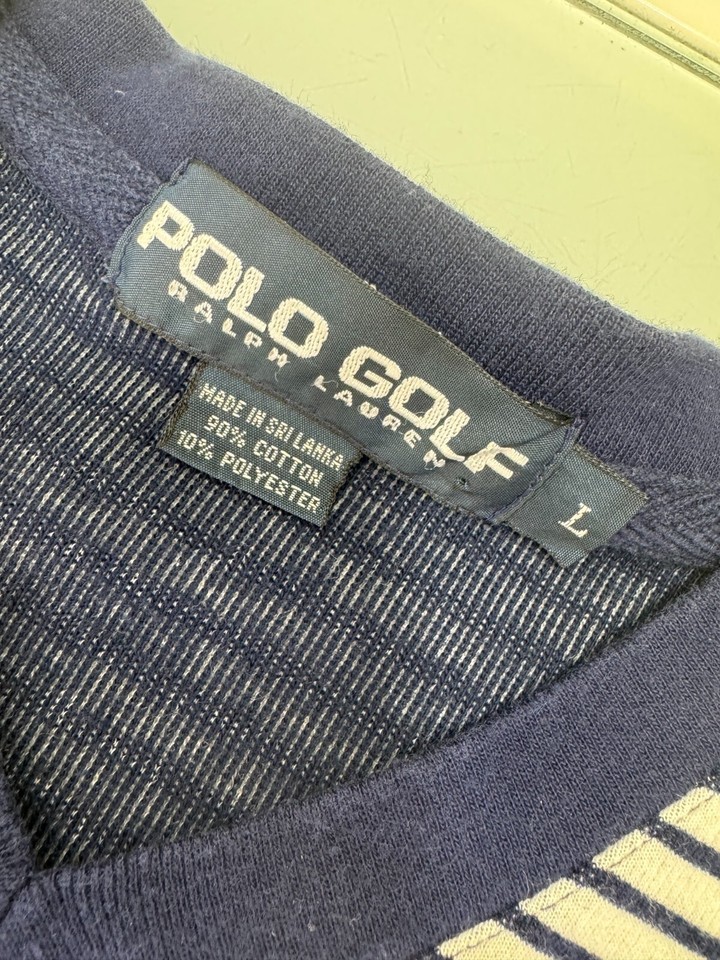 POLO GOLF
RALPH LAUREN
L
MADE IN SRI LANKA
90% COTTON
10% POLYESTER